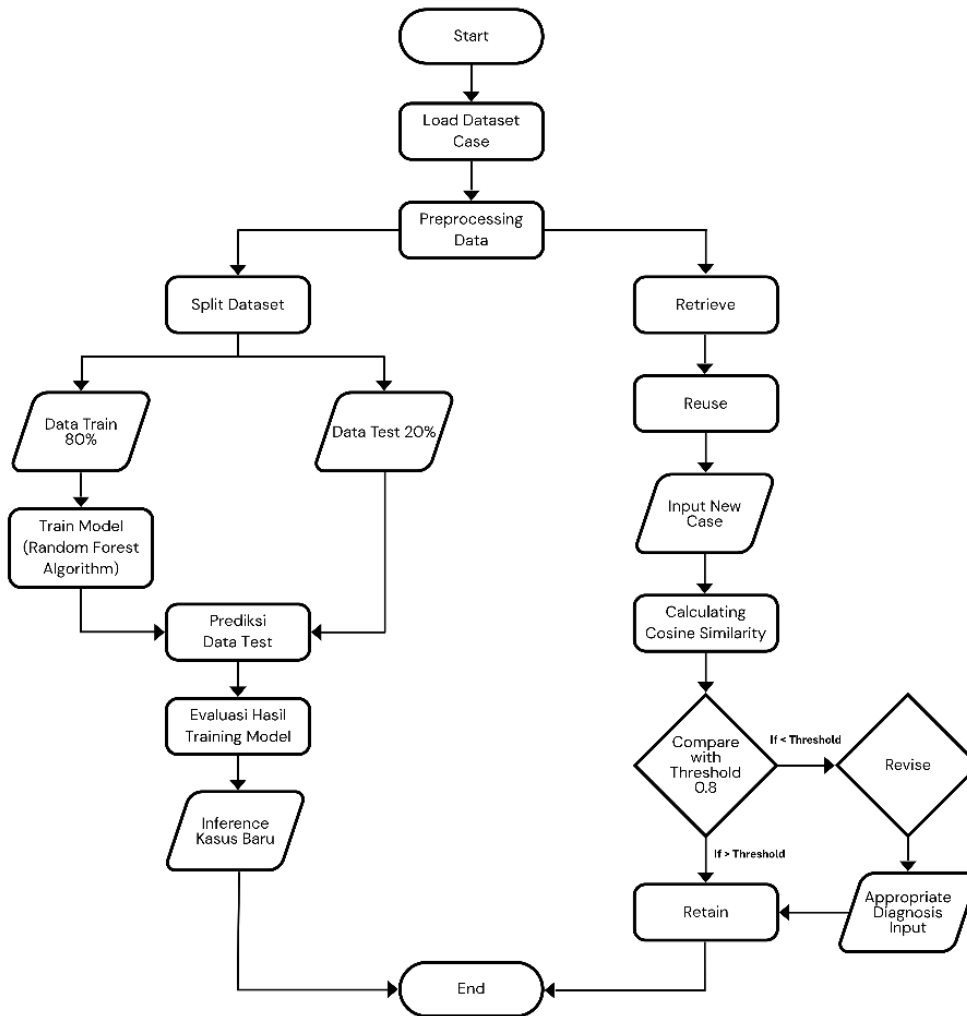 Start
Load Dataset
Case
Preprocessing
Data
Split Dataset
Data Train
80%
Data Test 20%
Train Model
(Random Forest
Algorithm)
Prediksi
Data Test
Evaluasi Hasil
Training Model
Inference
Kasus Baru
Retrieve
Reuse
Input New
Case
Calculating
Cosine Similarity
Compare
with
Threshold
0.8
If < Threshold
Revise
If > Threshold
Appropriate
Diagnosis
Input
Retain
End